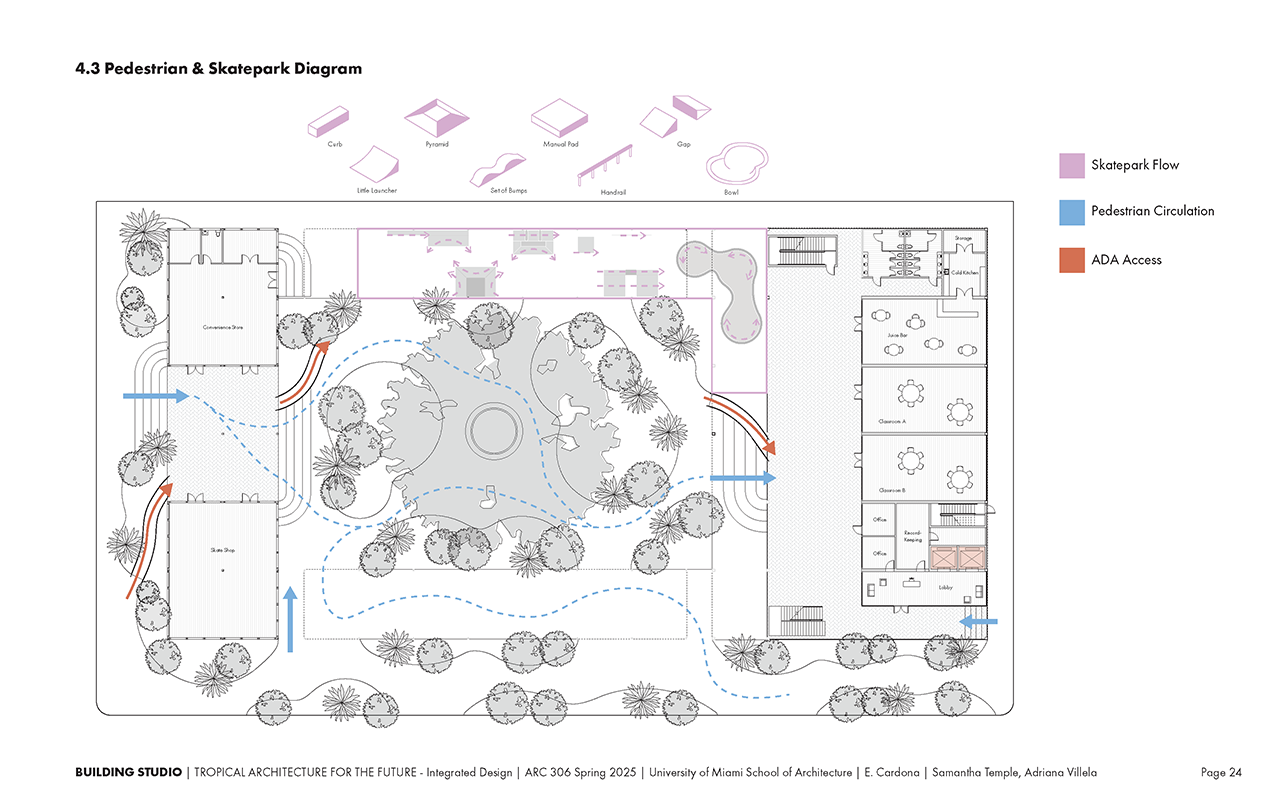 4.3 Pedestrian & Skatepark Diagram
Curb
Pyramid
Manual Pad
Gap
Little Launcher
Set of Bumps
Handrail
Bowl
Skatepark Flow
Pedestrian Circulation
ADA Access
Storage
Cold Kitchen
Convenience Store
Juice Bar
Classroom A
Classroom B
Office
Record-
Keeping
Skate Shop
Office
Lobby
BUILDING STUDIO | TROPICAL ARCHITECTURE FOR THE FUTURE - Integrated Design | ARC 306 Spring 2025 | University of Miami School of Architecture | E. Cardona | Samantha Temple, Adriana Villela
Page 24